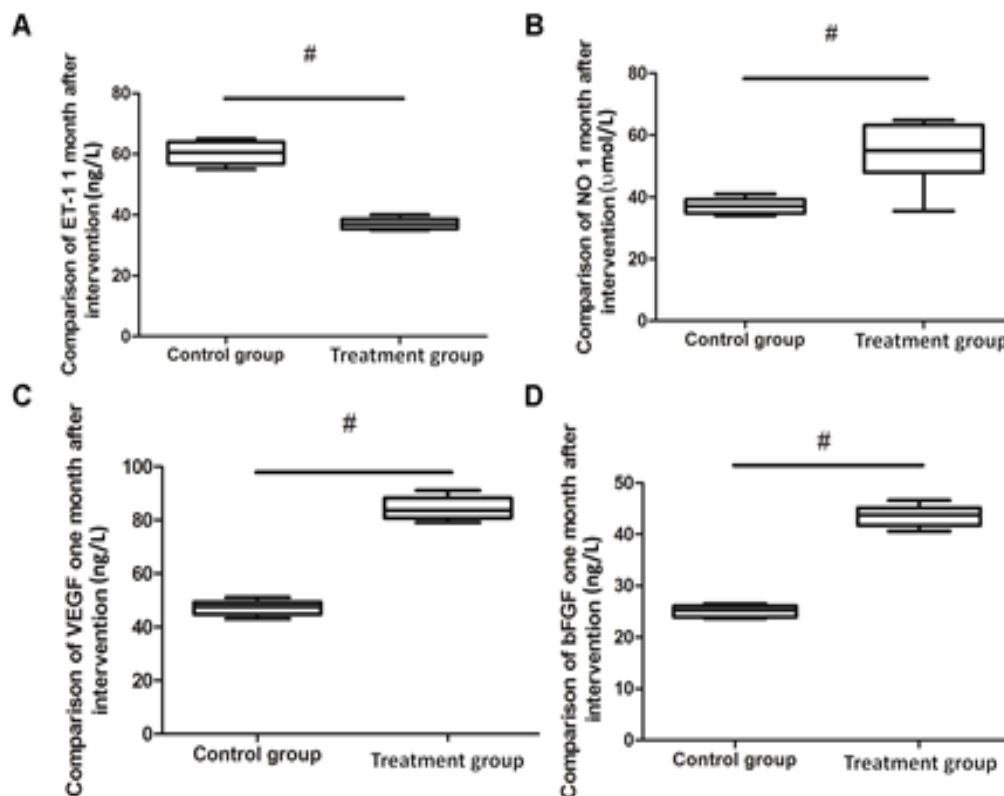 A
#
Comparison of ET-1 1 month after
intervention (ng/L)
80
60
40
20
0
Control group
Treatment group
B
#
Comparison of NO 1 month after
intervention (υmol/L)
80
60
40
20
0
Control group
Treatment group
C
#
Comparison of VEGF one month after
intervention (ng/L)
100
80
60
40
20
0
Control group
Treatment group
D
#
Comparison of bFGF one month after
intervention (ng/L)
50
40
30
20
10
0
Control group
Treatment group